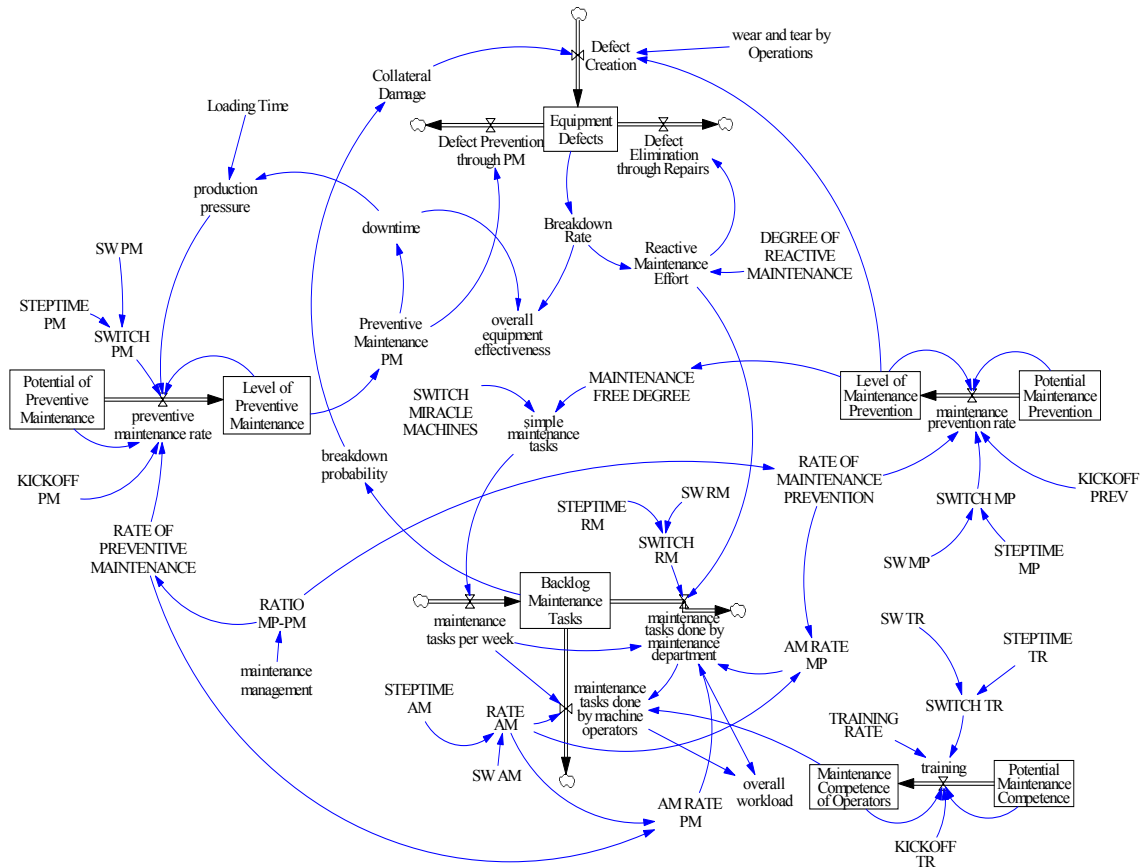 Defect
Creation
wear and tear by
Operations
Collateral
Damage
Loading Time
Equipment
Defects
Defect Prevention
through PM
Defect
Elimination
through Repairs
production
pressure
downtime
Breakdown
Rate
Reactive
Maintenance
Effort
DEGREE OF
REACTIVE
MAINTENANCE
SW PM
STEPTIME
PM
SWITCH
PM
Preventive
Maintenance
PM
overall
equipment
effectiveness
Potential of
Preventive
Maintenance
Level of
Preventive
Maintenance
preventive
maintenance rate
SWITCH
MIRACLE
MACHINES
MAINTENANCE
FREE DEGREE
simple
maintenance
tasks
Level of
Maintenance
Prevention
Potential
Maintenance
Prevention
maintenance
prevention rate
KICKOFF
PM
breakdown
probability
RATE OF
MAINTENANCE
PREVENTION
SWITCH MP
KICKOFF
PREV
STEPTIME
RM
SW RM
SWITCH
RM
RATE OF
PREVENTIVE
MAINTENANCE
SW MP
STEPTIME
MP
RATIO
MP-PM
maintenance
management
maintenance
tasks per week
Backlog
Maintenance
Tasks
maintenance
tasks done by
maintenance
department
AM RATE
MP
SW TR
STEPTIME
TR
STEPTIME
AM
RATE
AM
SW AM
maintenance
tasks done
by machine
operators
SWITCH TR
TRAINING
RATE
training
overall
workload
AM RATE
PM
Maintenance
Competence
of Operators
Potential
Maintenance
Competence
KICKOFF
TR